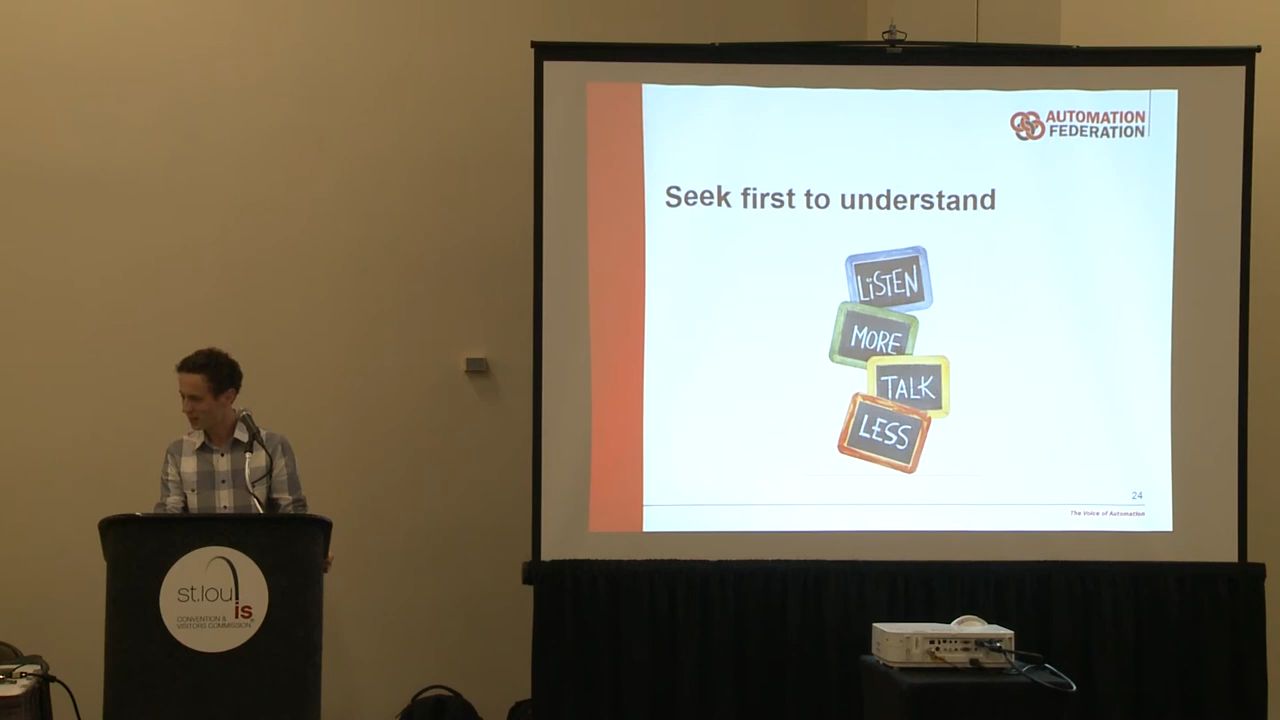 AUTOMATION
FEDERATION
Seek first to understand
LiSTEN
MORE
TALK
LESS
24
The Voice of Automation
st.louis
CONVENTION &
VISITORS COMMISSION